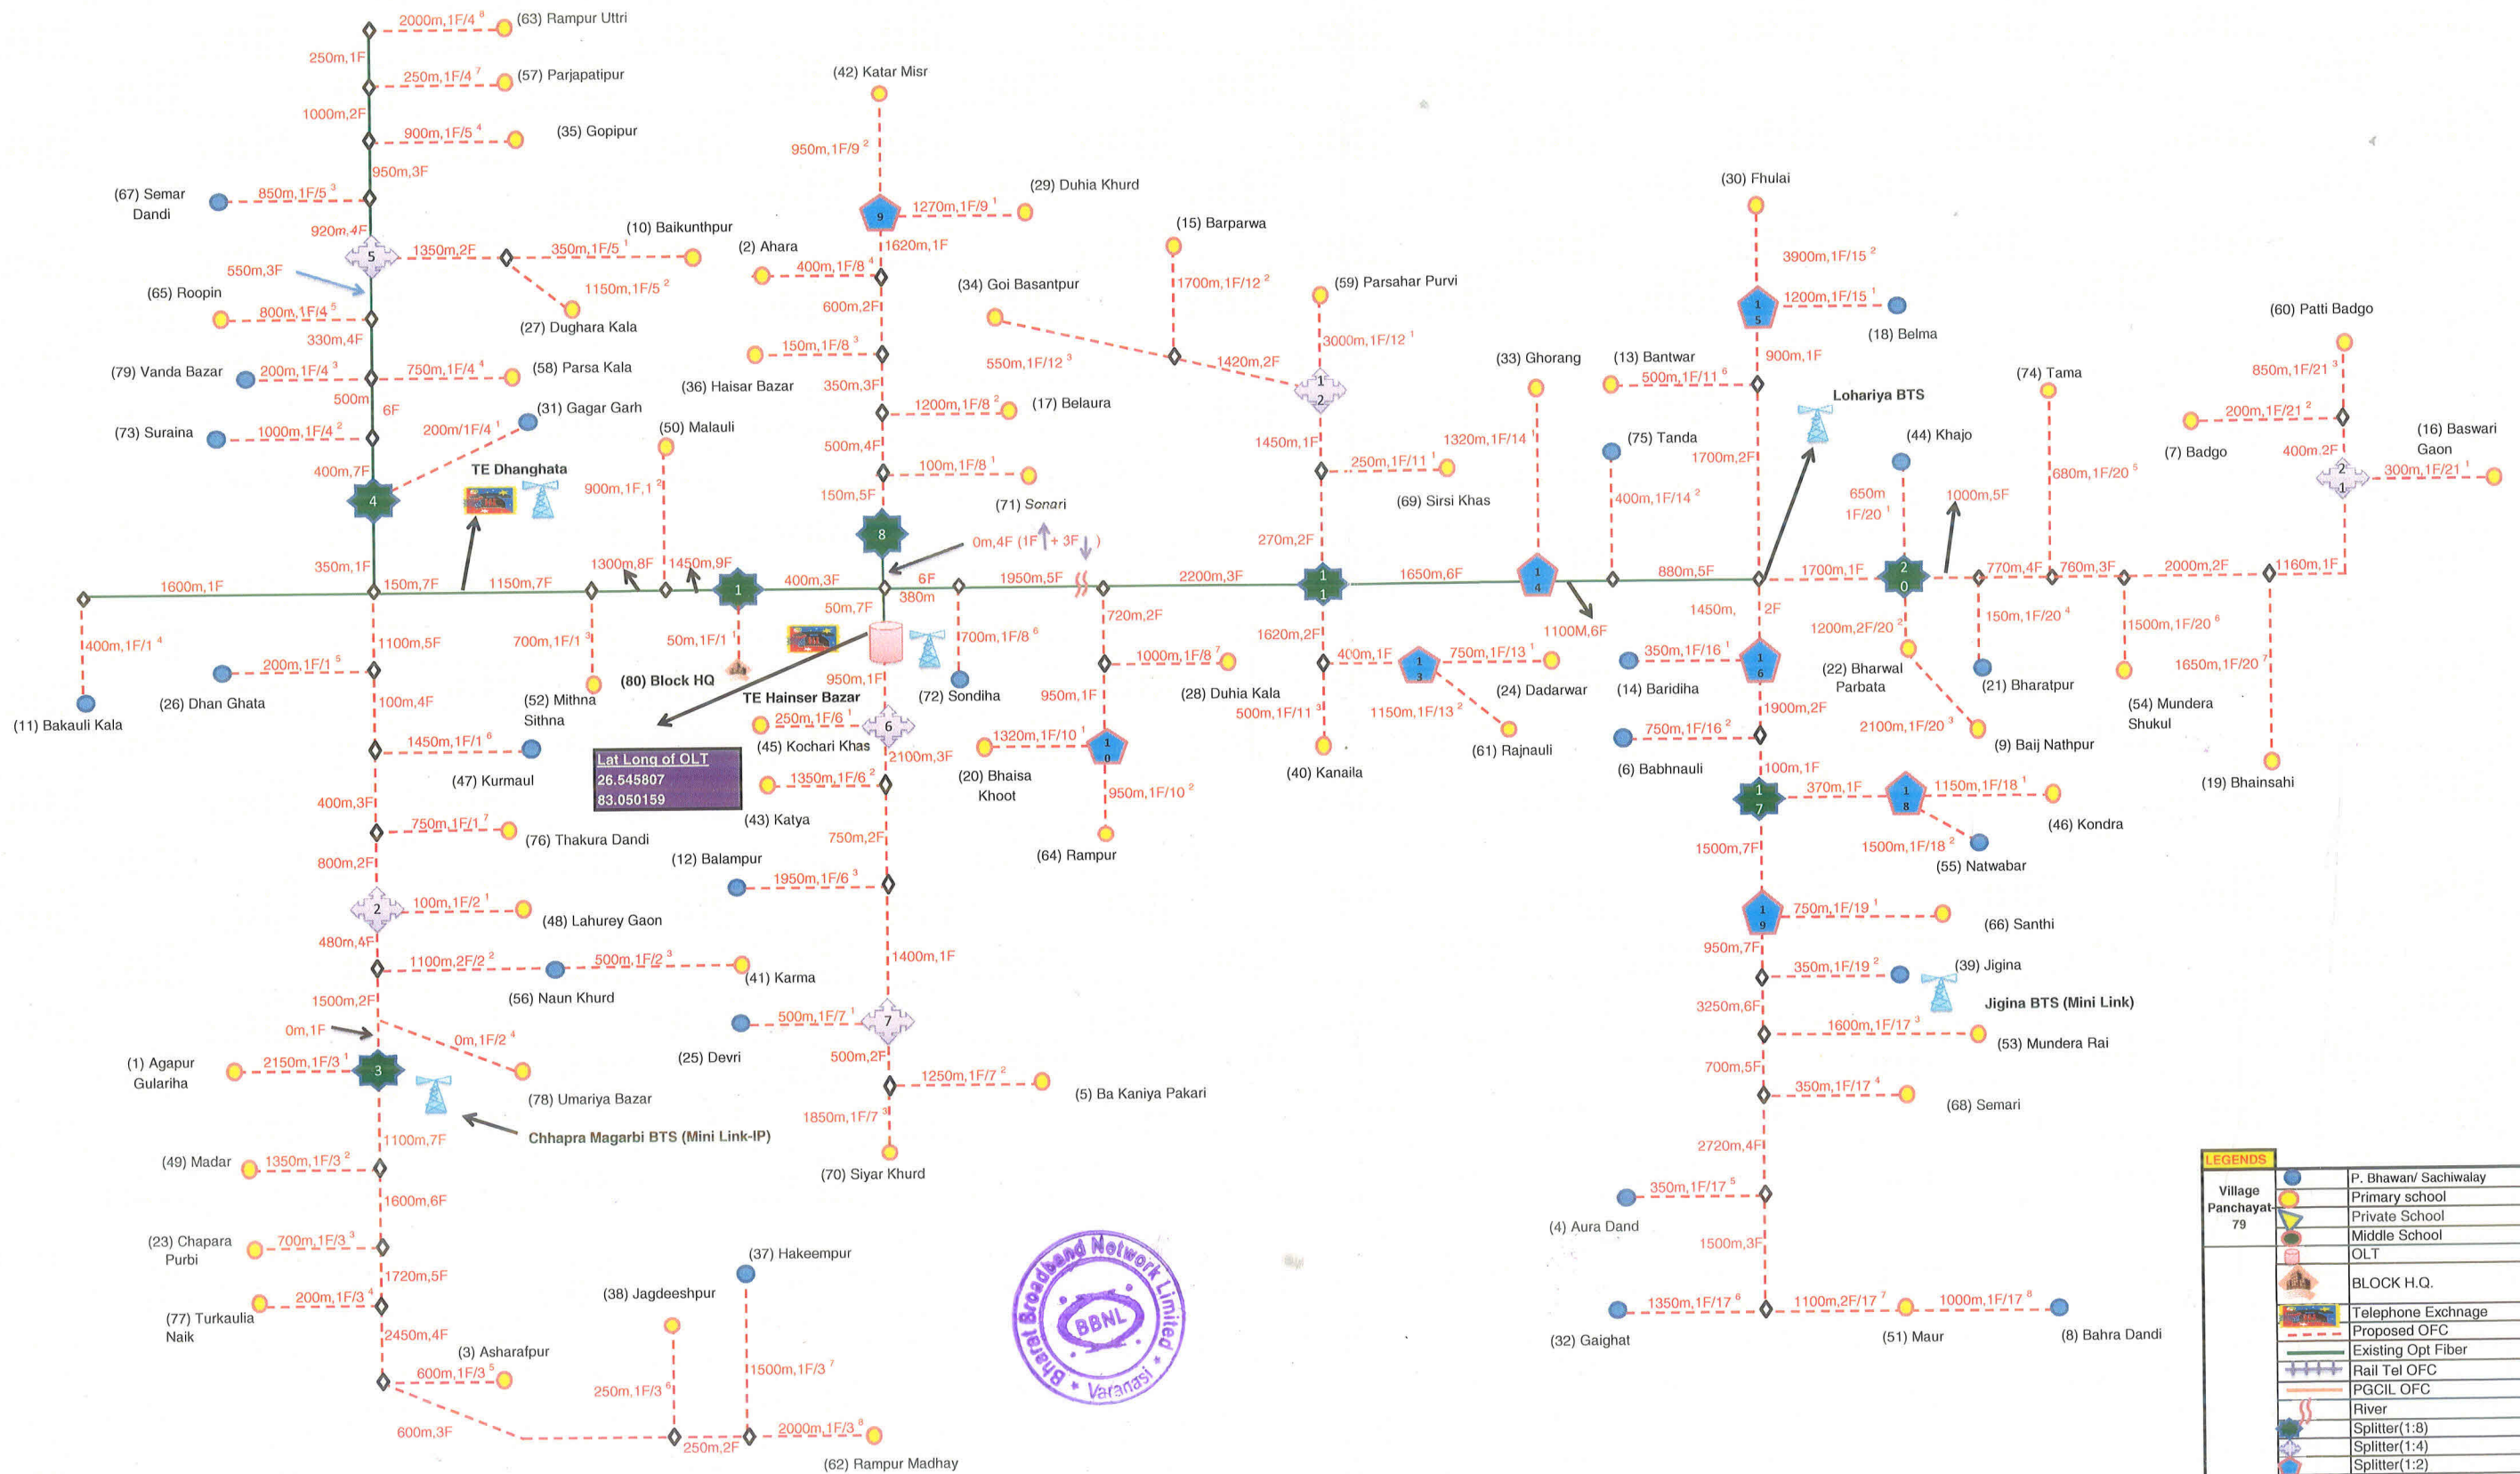 2000m,1F/4 8
(63) Rampur Uttri
250m,1F
250m,1F/4 7
(57) Parjapatipur
1000m,2F
900m,1F/5 4
(35) Gopipur
950m,3F
(67) Semar
Dandi
850m,1F/5 3
920m,4F
5
1350m,2F
350m,1F/5 1
(10) Baikunthpur
1150m,1F/5 2
(27) Dughara Kala
550m,3F
(65) Roopin
800m,1F/4 5
330m,4F
(79) Vanda Bazar
200m,1F/4 3
750m,1F/4 4
(58) Parsa Kala
500m
6F
(73) Suraina
1000m,1F/4 2
(31) Gagar Garh
200m/1F/4 1
400m,7F
4
TE Dhanghata
350m,1F
1600m,1F
150m,7F
1150m,7F
1300m,8F
1450m,9F
1
(50) Malauli
900m,1F,1 2
400m,1F/1 4
(11) Bakauli Kala
1100m,5F
200m,1F/1 5
(26) Dhan Ghata
100m,4F
700m,1F/1 3
(52) Mithna
Sithna
50m,1F/1 1
(80) Block HQ
1450m,1F/1 6
(47) Kurmaul
400m,3F
750m,1F/1 7
(76) Thakura Dandi
800m,2F
2
100m,1F/2 1
(48) Lahurey Gaon
480m,4F
1100m,2F/2 2
500m,1F/2 3
(41) Karma
(56) Naun Khurd
1500m,2F
0m,1F
0m,1F/2 4
(1) Agapur
Gulariha
2150m,1F/3 1
3
(78) Umariya Bazar
Chhapra Magarbi BTS (Mini Link-IP)
1100m,7F
(49) Madar
1350m,1F/3 2
1600m,6F
(23) Chapara
Purbi
700m,1F/3 3
1720m,5F
(77) Turkaulia
Naik
200m,1F/3 4
2450m,4F
(3) Asharafpur
600m,1F/3 5
600m,3F
(38) Jagdeeshpur
250m,1F/3 6
(37) Hakeempur
1500m,1F/3 7
250m,2F
2000m,1F/3 8
(62) Rampur Madhay
(42) Katar Misr
950m,1F/9 2
9
1270m,1F/9 1
(29) Duhia Khurd
1620m,1F
(2) Ahara
400m,1F/8 4
600m,2F
150m,1F/8 3
(36) Haisar Bazar
350m,3F
1200m,1F/8 2
(17) Belaura
500m,4F
100m,1F/8 1
(71) Sonari
150m,5F
8
0m,4F (1F + 3F )
400m,3F
6F
380m
1950m,5F
2200m,3F
50m,7F
TE Hainser Bazar
Lat Long of OLT
26.545807
83.050159
950m,1F
250m,1F/6 1
(45) Kochari Khas
6
2100m,3F
1350m,1F/6 2
(43) Katya
750m,2F
(12) Balampur
1950m,1F/6 3
1400m,1F
7
500m,1F/7 1
(25) Devri
500m,2F
1250m,1F/7 2
(5) Ba Kaniya Pakari
1850m,1F/7 3
(70) Siyar Khurd
700m,1F/8 6
(72) Sondiha
720m,2F
1000m,1F/8 7
(28) Duhia Kala
950m,1F
1320m,1F/10 1
(20) Bhaisa
Khoot
1
0
950m,1F/10 2
(64) Rampur
(15) Barparwa
1700m,1F/12 2
(34) Goi Basantpur
550m,1F/12 3
1420m,2F
(59) Parsahar Purvi
3000m,1F/12 1
1
2
1450m,1F
250m,1F/11 1
(69) Sirsi Khas
270m,2F
1
1
1650m,6F
1620m,2F
400m,1F
1
3
750m,1F/13 1
(24) Dadarwar
1150m,1F/13 2
(61) Rajnauli
500m,1F/11 3
(40) Kanaila
(33) Ghorang
1320m,1F/14 1
1
4
1100M,6F
(75) Tanda
400m,1F/14 2
880m,5F
(30) Fhulai
3900m,1F/15 2
1
5
1200m,1F/15 1
(18) Belma
900m,1F
(13) Bantwar
500m,1F/11 6
1700m,2F
Lohariya BTS
1700m,1F
(44) Khajo
650m
1F/20 1
2
0
1000m,5F
770m,4F
760m,3F
2000m,2F
1160m,1F
(74) Tama
680m,1F/20 5
(60) Patti Badgo
850m,1F/21 3
200m,1F/21 2
(7) Badgo
400m,2F
(16) Baswari
Gaon
300m,1F/21 1
2
1
1200m,2F/20 2
(22) Bharwal
Parbata
2100m,1F/20 3
(9) Baij Nathpur
150m,1F/20 4
(21) Bharatpur
1500m,1F/20 6
(54) Mundera
Shukul
1650m,1F/20 7
(19) Bhainsahi
1450m,
2F
350m,1F/16 1
(14) Baridiha
1
6
1900m,2F
750m,1F/16 2
(6) Babhnauli
100m,1F
1
7
370m,1F
1
8
1150m,1F/18 1
(46) Kondra
1500m,1F/18 2
(55) Natwabar
1500m,7F
1
9
750m,1F/19 1
(66) Santhi
950m,7F
350m,1F/19 2
(39) Jigina
Jigina BTS (Mini Link)
3250m,6F
1600m,1F/17 3
(53) Mundera Rai
700m,5F
350m,1F/17 4
(68) Semari
2720m,4F
350m,1F/17 5
(4) Aura Dand
1500m,3F
1350m,1F/17 6
(32) Gaighat
1100m,2F/17 7
(51) Maur
1000m,1F/17 8
(8) Bahra Dandi
Bharat Broadband Network Limited
BBNL
Varanasi
LEGENDS
Village
Panchayat-
79
P. Bhawan/ Sachiwalay
Primary school
Private School
Middle School
OLT
BLOCK H.Q.
Telephone Exchnage
Proposed OFC
Existing Opt Fiber
Rail Tel OFC
PGCIL OFC
River
Splitter(1:8)
Splitter(1:4)
Splitter(1:2)